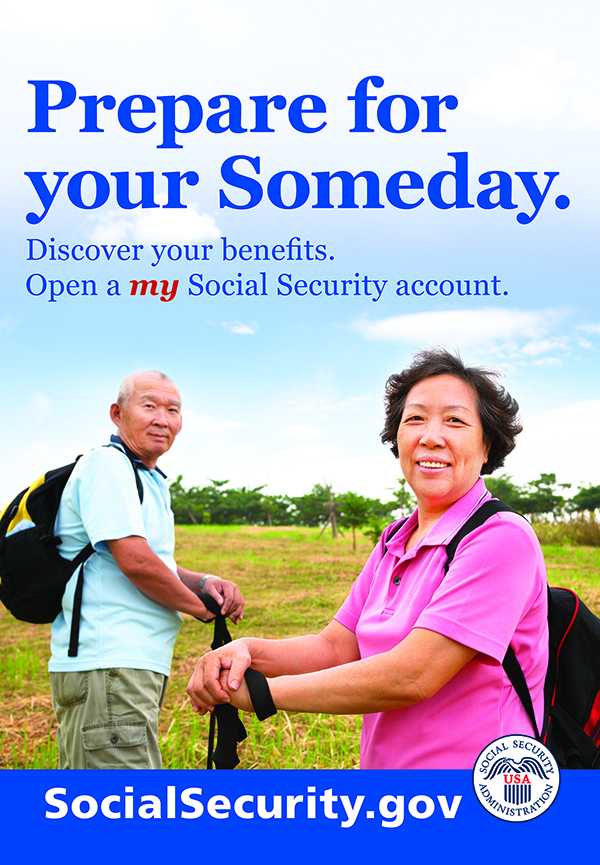 Prepare for
your Someday.
Discover your benefits.
Open a my Social Security account.
SocialSecurity.gov
SOCIAL SECURITY
USA
ADMINISTRATION